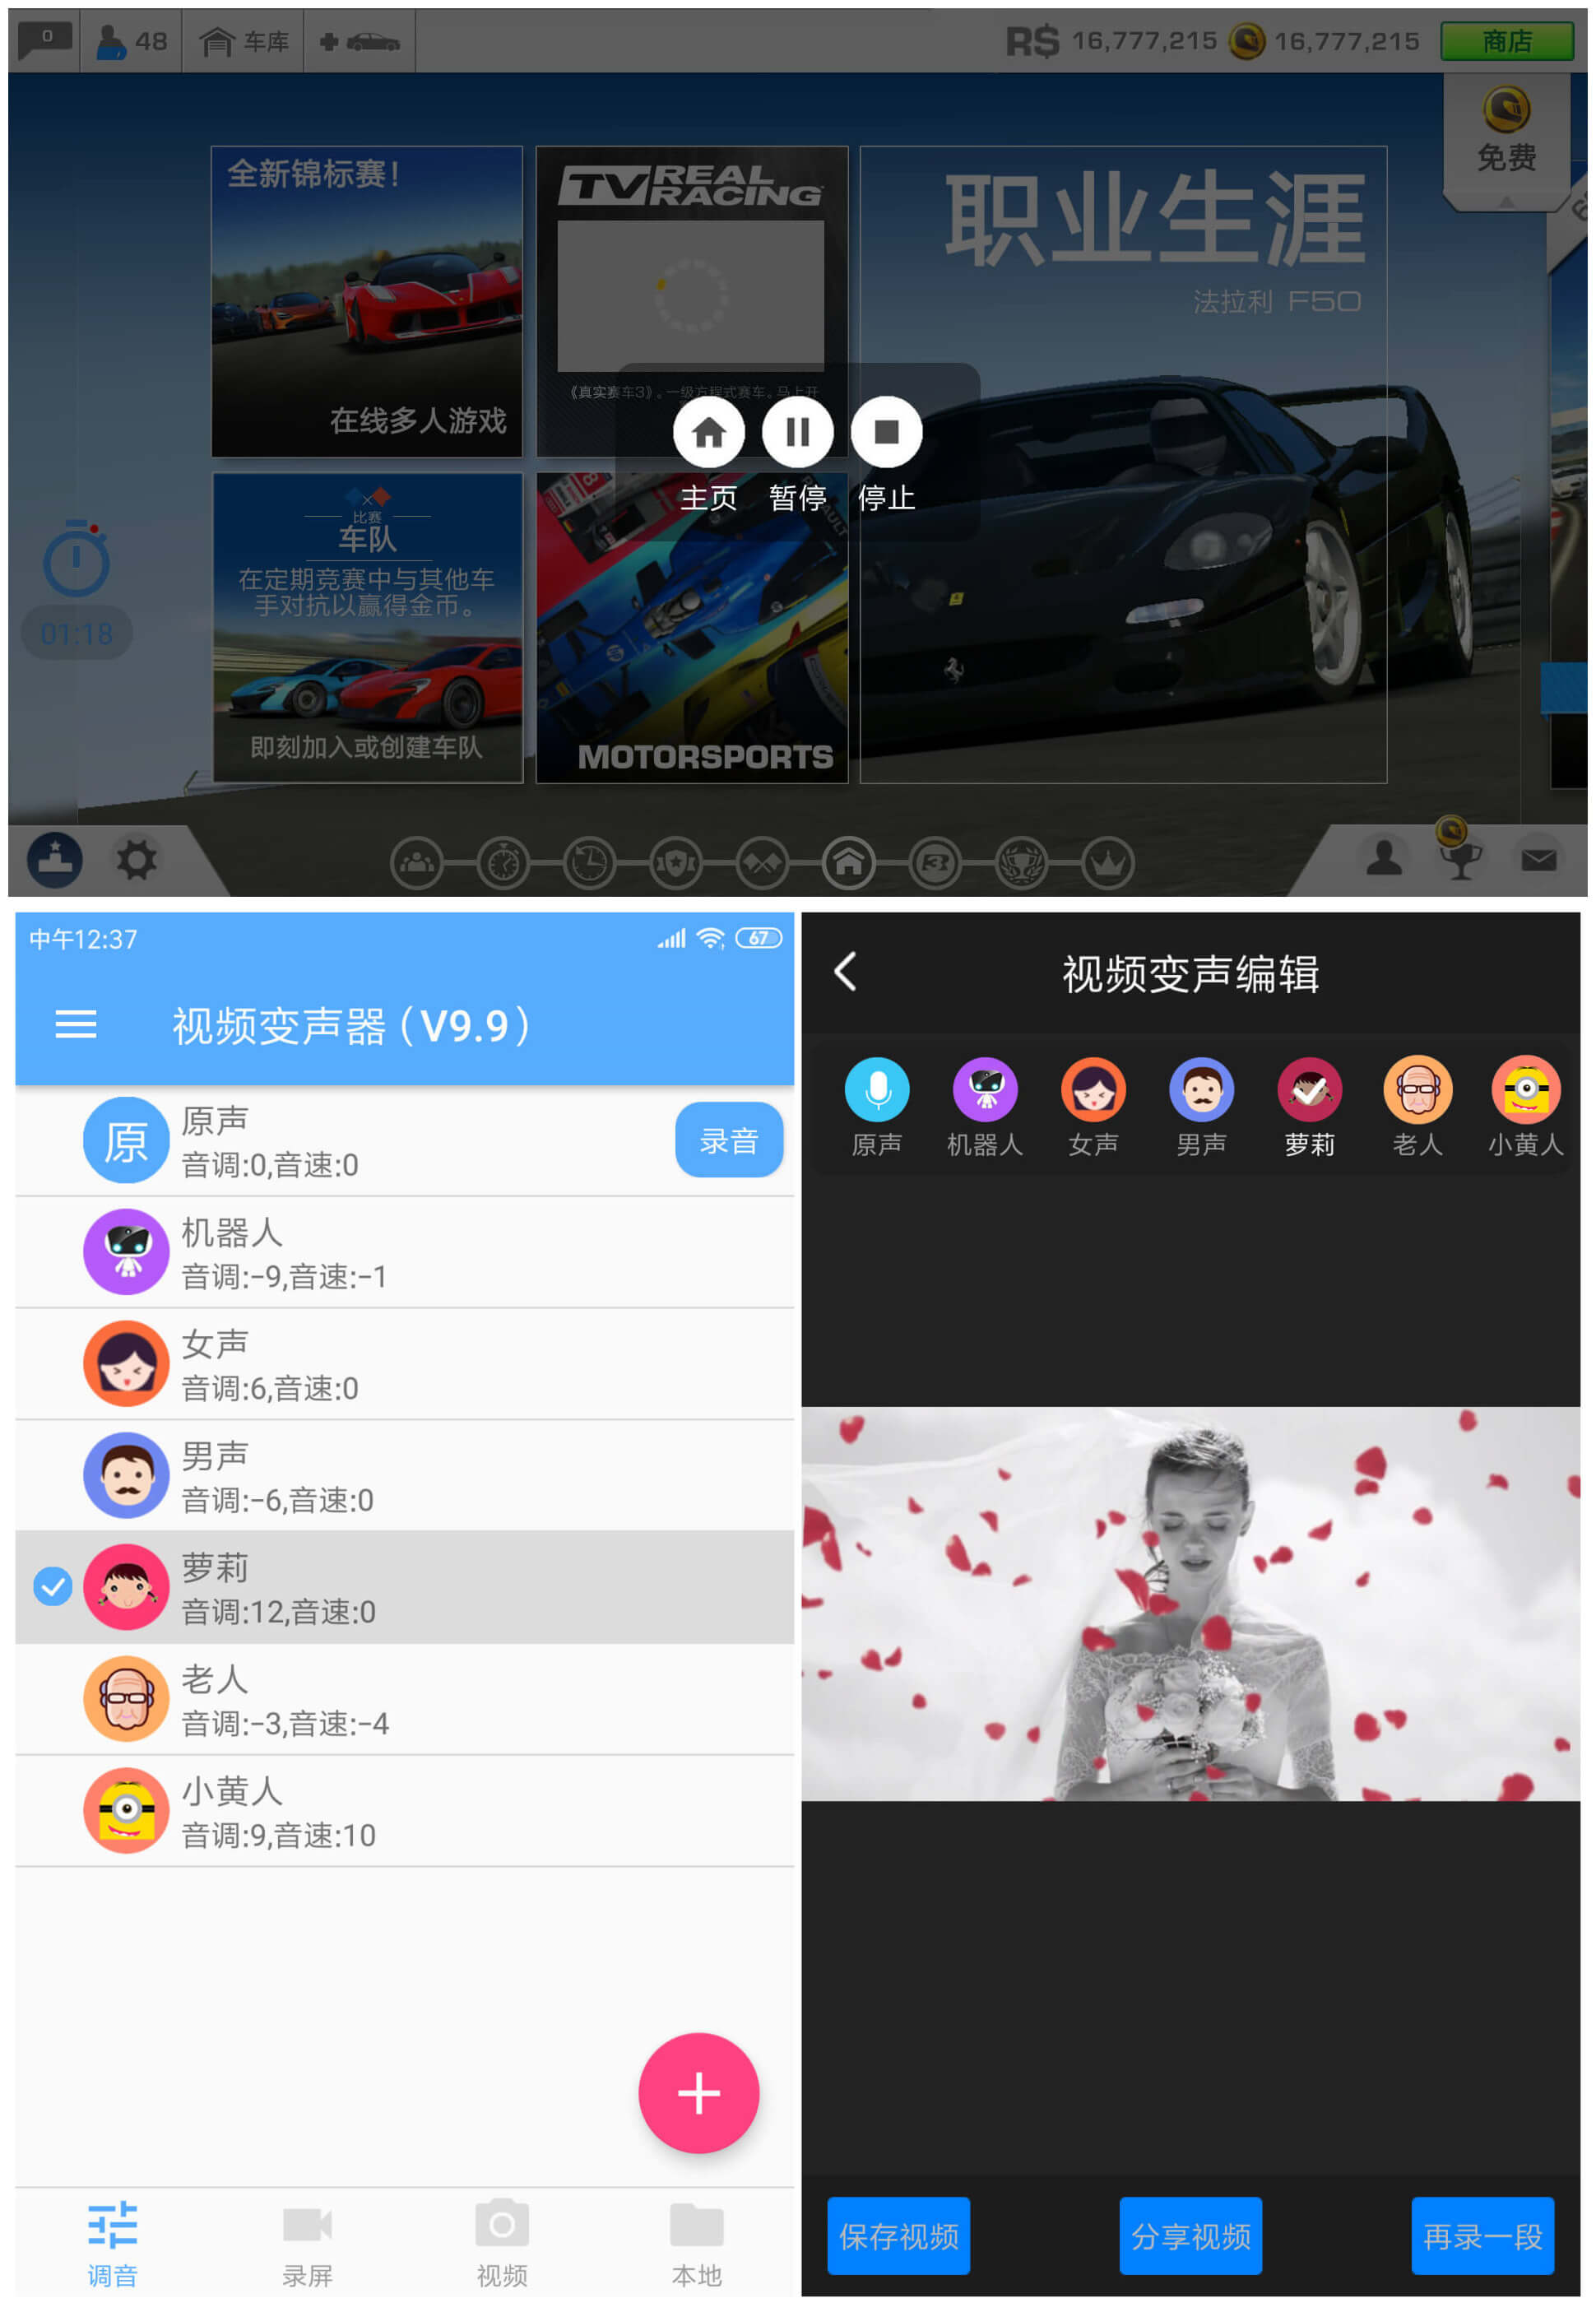 0
48
车库
R$ 16,777,215
16,777,215
商店
免费
全新锦标赛!
在线多人游戏
TV REAL RACING
《真实赛车3》。一级方程式赛车。马上开
职业生涯
法拉利 F50
主页
暂停
停止
01:18
比赛
车队
在定期竞赛中与其他车
手对抗以赢得金币。
即刻加入或创建车队
MOTORSPORTS
中午12:37
67
视频变声器(V9.9)
原
原声
音调:0,音速:0
录音
机器人
音调:-9,音速:-1
女声
音调:6,音速:0
男声
音调:-6,音速:0
萝莉
音调:12,音速:0
老人
音调:-3,音速:-4
小黄人
音调:9,音速:10
调音
录屏
视频
本地
视频变声编辑
原声
机器人
女声
男声
萝莉
老人
小黄人
保存视频
分享视频
再录一段